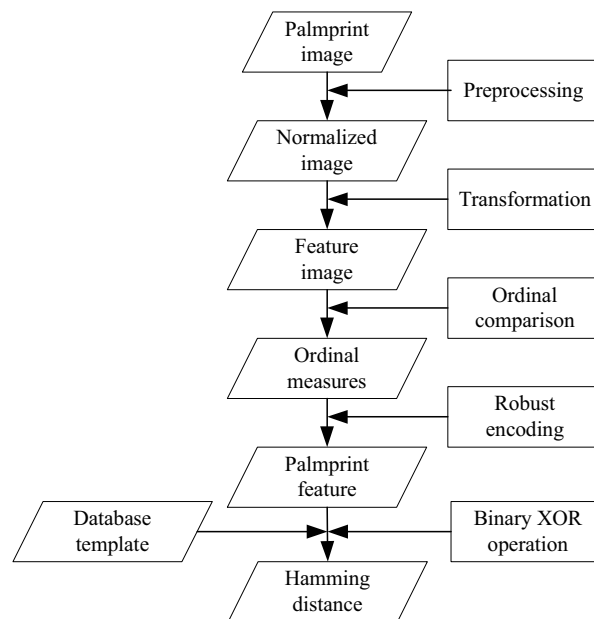 Palmprint
image
Preprocessing
Normalized
image
Transformation
Feature
image
Ordinal
comparison
Ordinal
measures
Robust
encoding
Palmprint
feature
Database
template
Binary XOR
operation
Hamming
distance